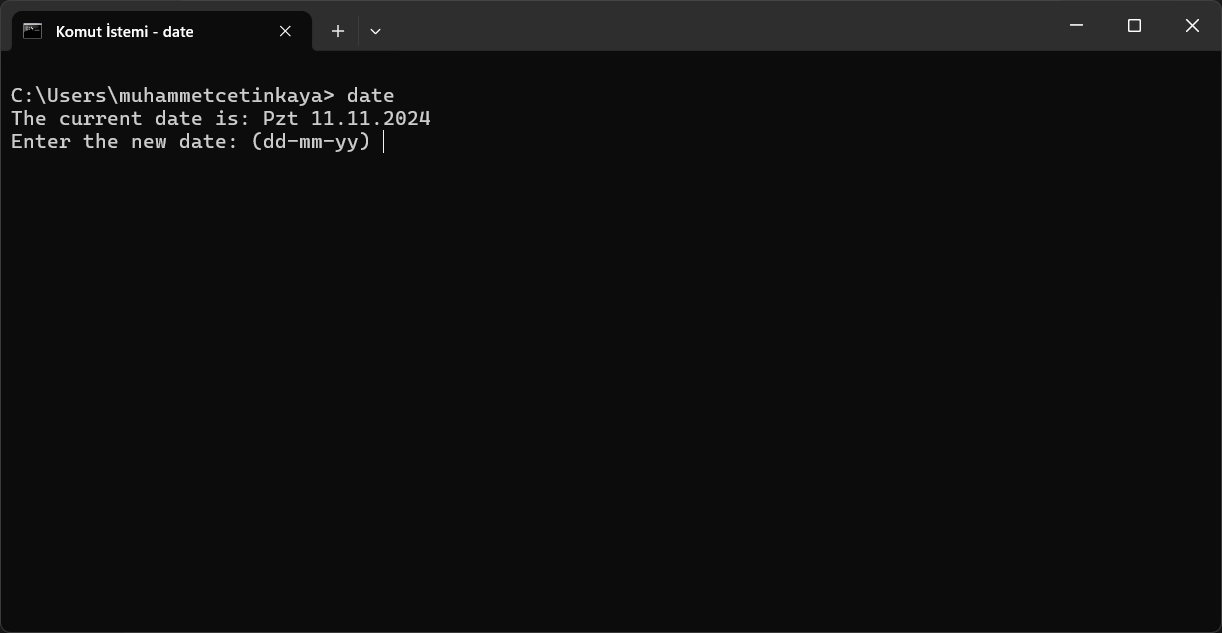 Komut İstemi - date
C:\Users\muhammetcetinkaya> date
The current date is: Pzt 11.11.2024
Enter the new date: (dd-mm-yy)